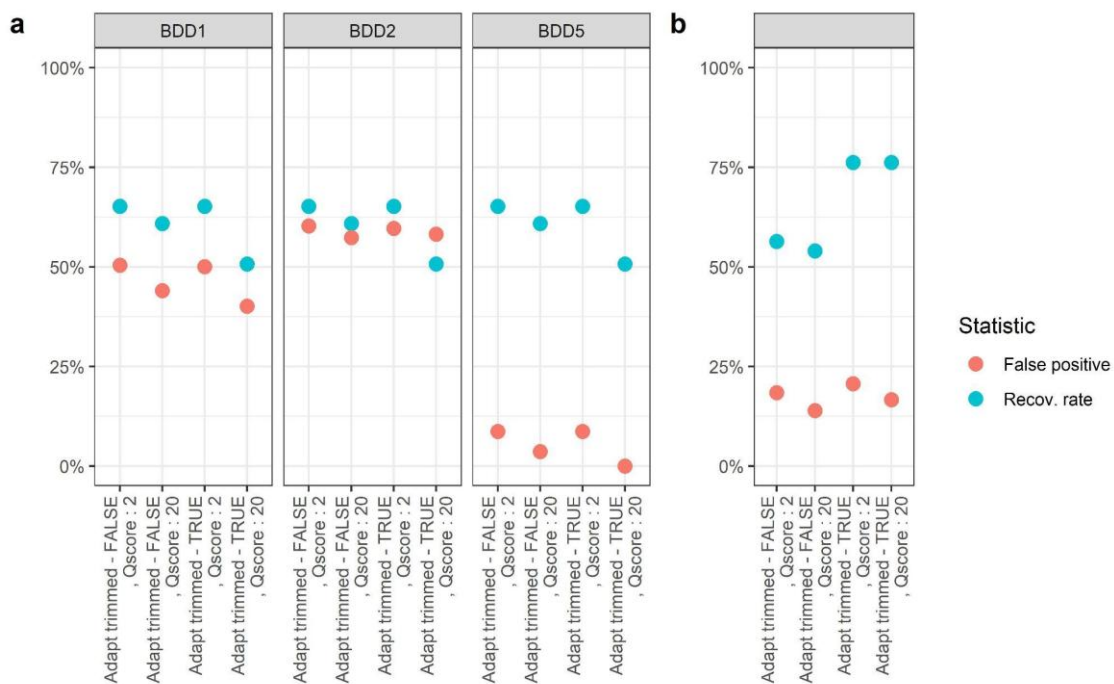 a
BDD1
BDD2
BDD5
100%
75%
50%
25%
0%
Adapt trimmed - FALSE
, Qscore : 2
Adapt trimmed - FALSE
, Qscore : 20
Adapt trimmed - TRUE
, Qscore : 2
Adapt trimmed - TRUE
, Qscore : 20
Adapt trimmed - FALSE
, Qscore : 2
Adapt trimmed - FALSE
, Qscore : 20
Adapt trimmed - TRUE
, Qscore : 2
Adapt trimmed - TRUE
, Qscore : 20
Adapt trimmed - FALSE
, Qscore : 2
Adapt trimmed - FALSE
, Qscore : 20
Adapt trimmed - TRUE
, Qscore : 2
Adapt trimmed - TRUE
, Qscore : 20
b
100%
75%
50%
25%
0%
Adapt trimmed - FALSE
, Qscore : 2
Adapt trimmed - FALSE
, Qscore : 20
Adapt trimmed - TRUE
, Qscore : 2
Adapt trimmed - TRUE
, Qscore : 20
Statistic
False positive
Recov. rate